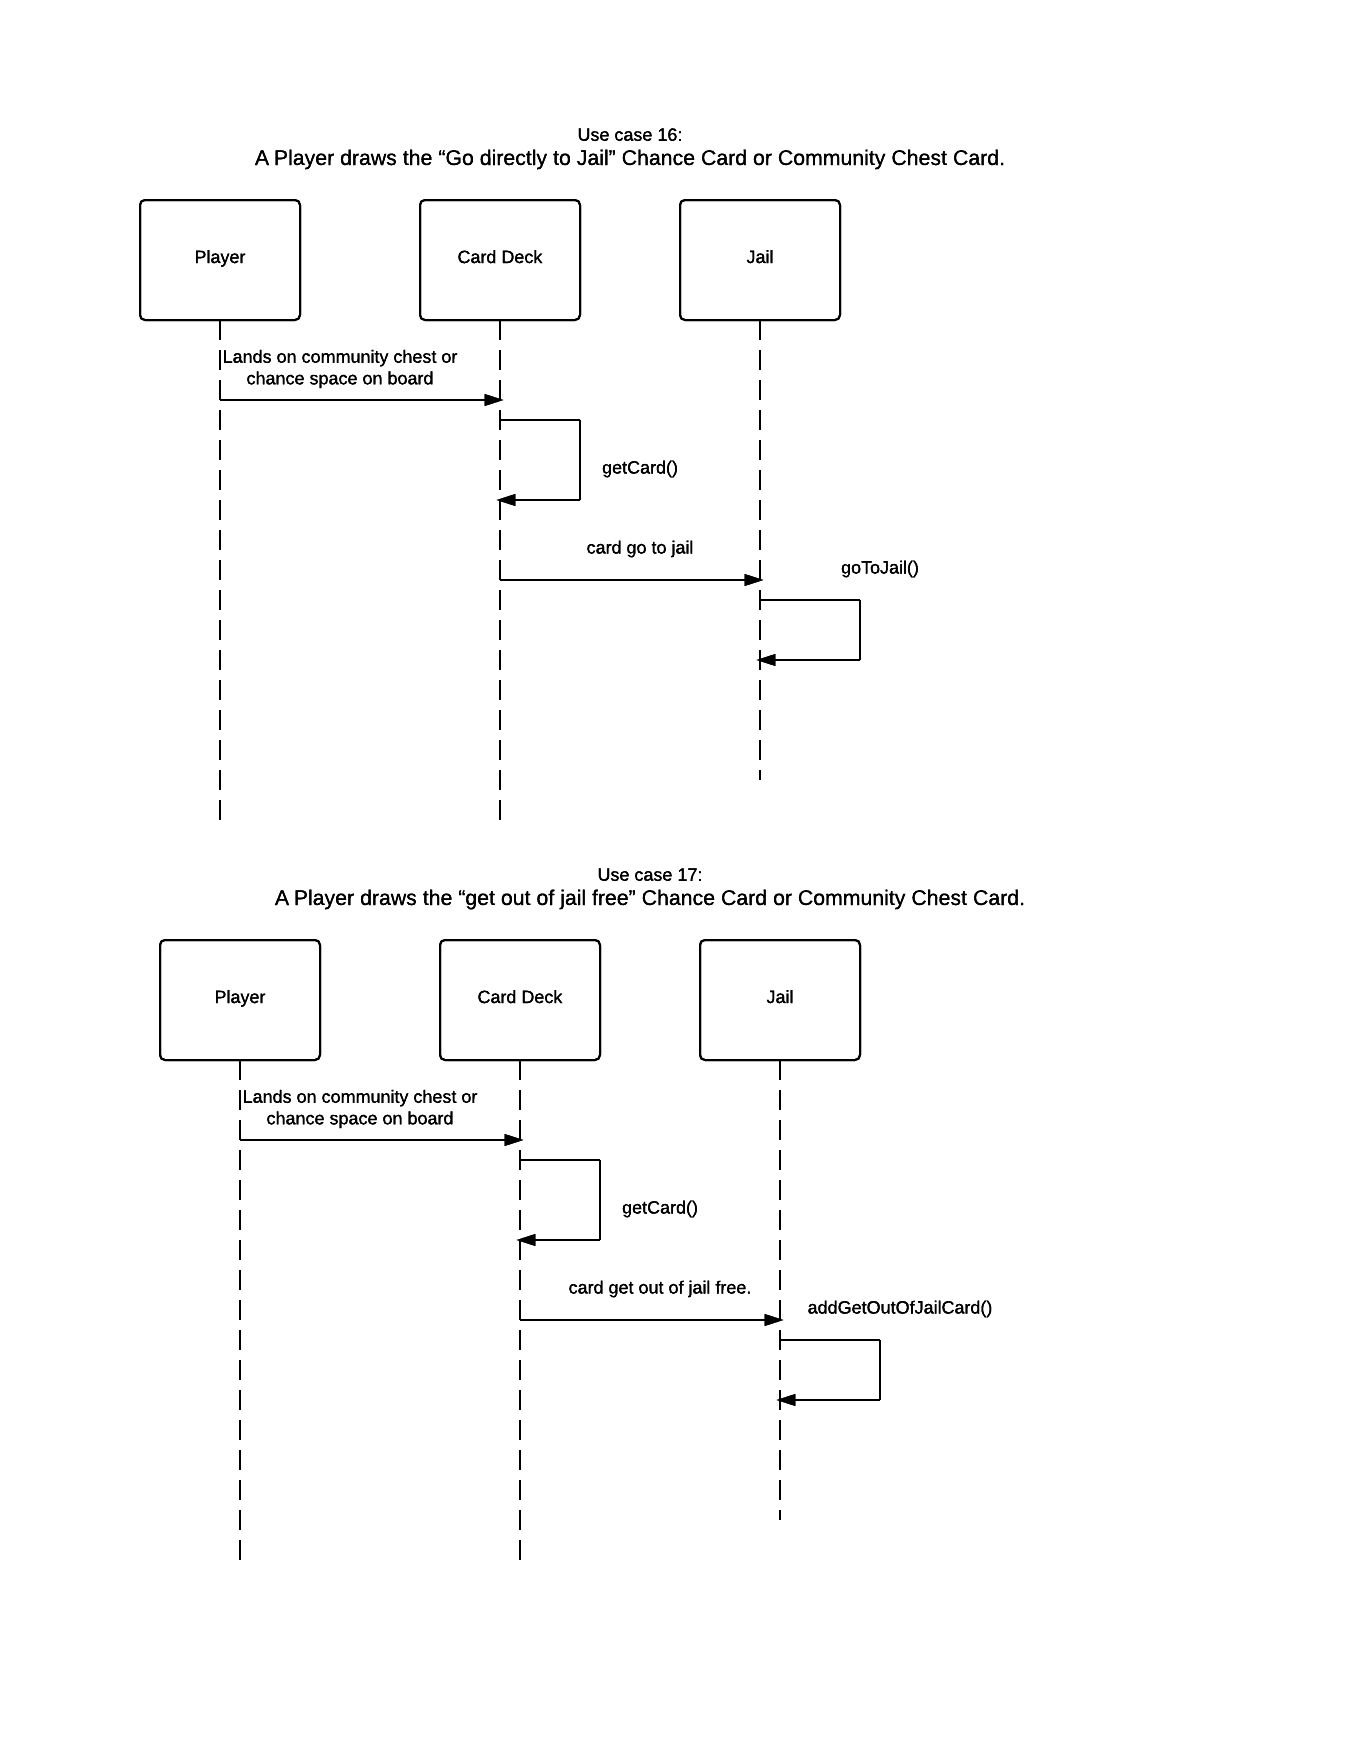 Use case 16:
A Player draws the “Go directly to Jail” Chance Card or Community Chest Card.
Player
Card Deck
Jail
Lands on community chest or
chance space on board
getCard()
card go to jail
goToJail()
Use case 17:
A Player draws the “get out of jail free” Chance Card or Community Chest Card.
Player
Card Deck
Jail
Lands on community chest or
chance space on board
getCard()
card get out of jail free.
addGetOutOfJailCard()